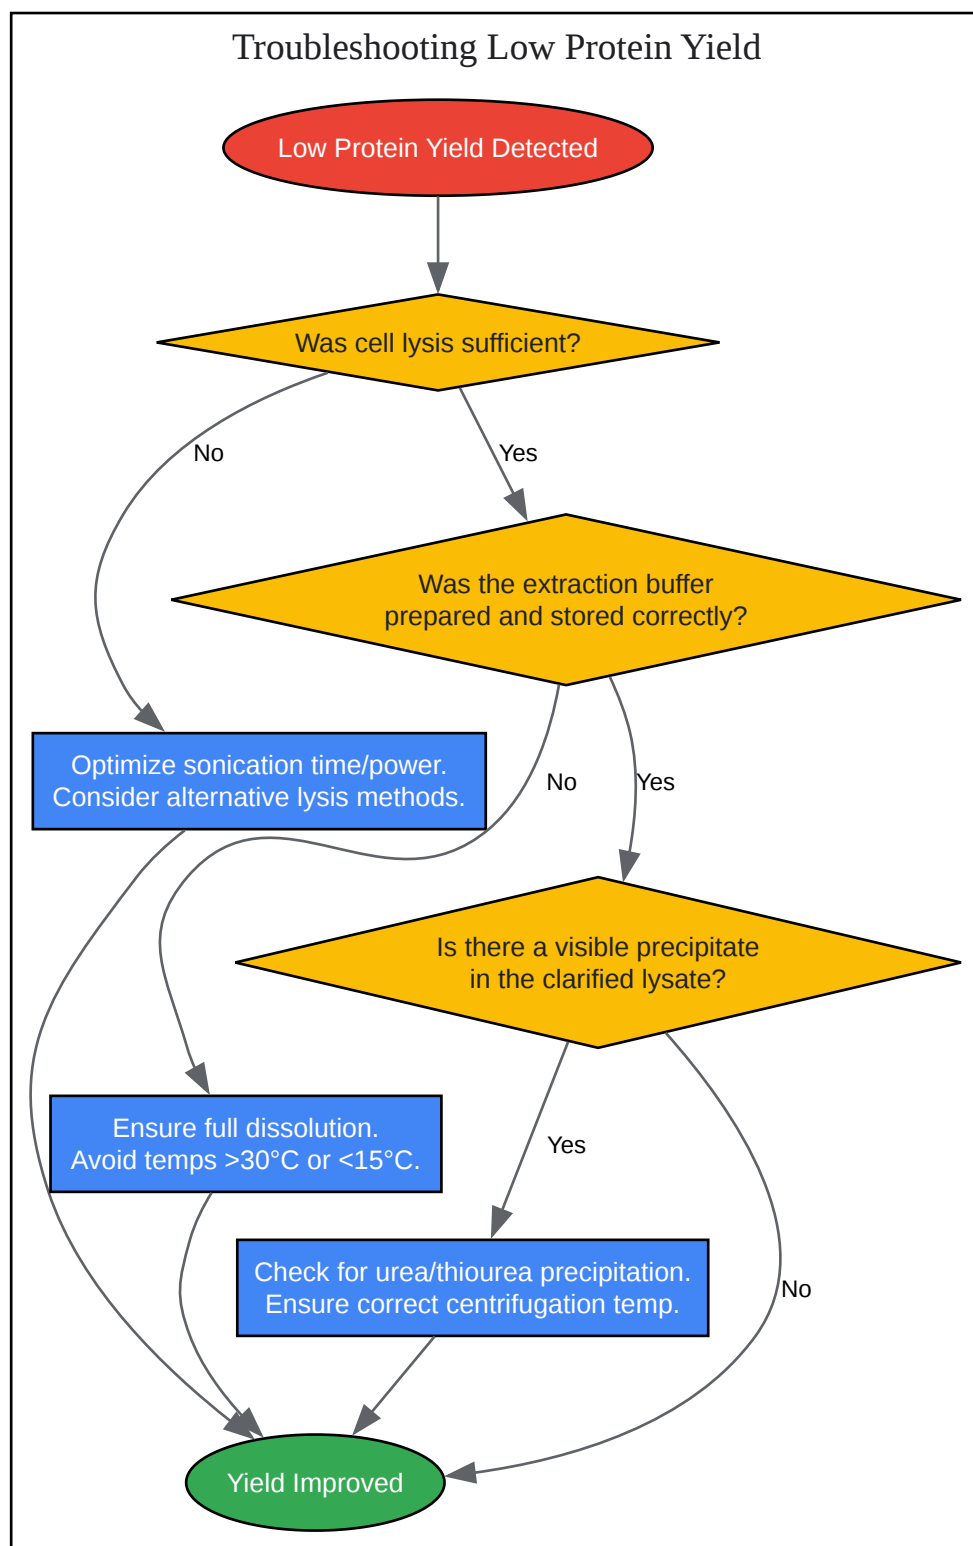 Troubleshooting Low Protein Yield
Low Protein Yield Detected
Was cell lysis sufficient?
No
Yes
Was the extraction buffer
prepared and stored correctly?
Optimize sonication time/power.
Consider alternative lysis methods.
No
Yes
Is there a visible precipitate
in the clarified lysate?
Ensure full dissolution.
Avoid temps >30°C or <15°C.
Yes
Check for urea/thiourea precipitation.
Ensure correct centrifugation temp.
No
Yield Improved